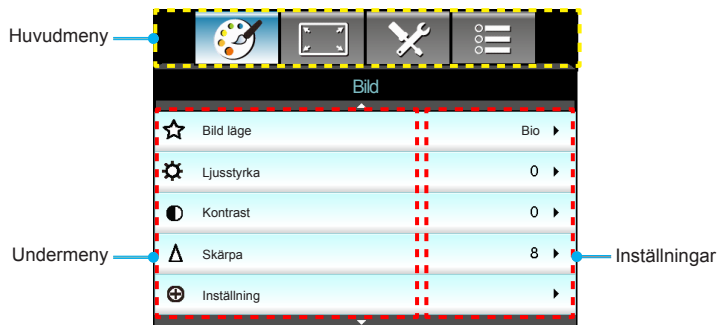 Huvudmeny
Bild
Bild läge Bio
Ljusstyrka 0
Kontrast 0
Undermeny Skärpa 8 Inställningar
Inställning